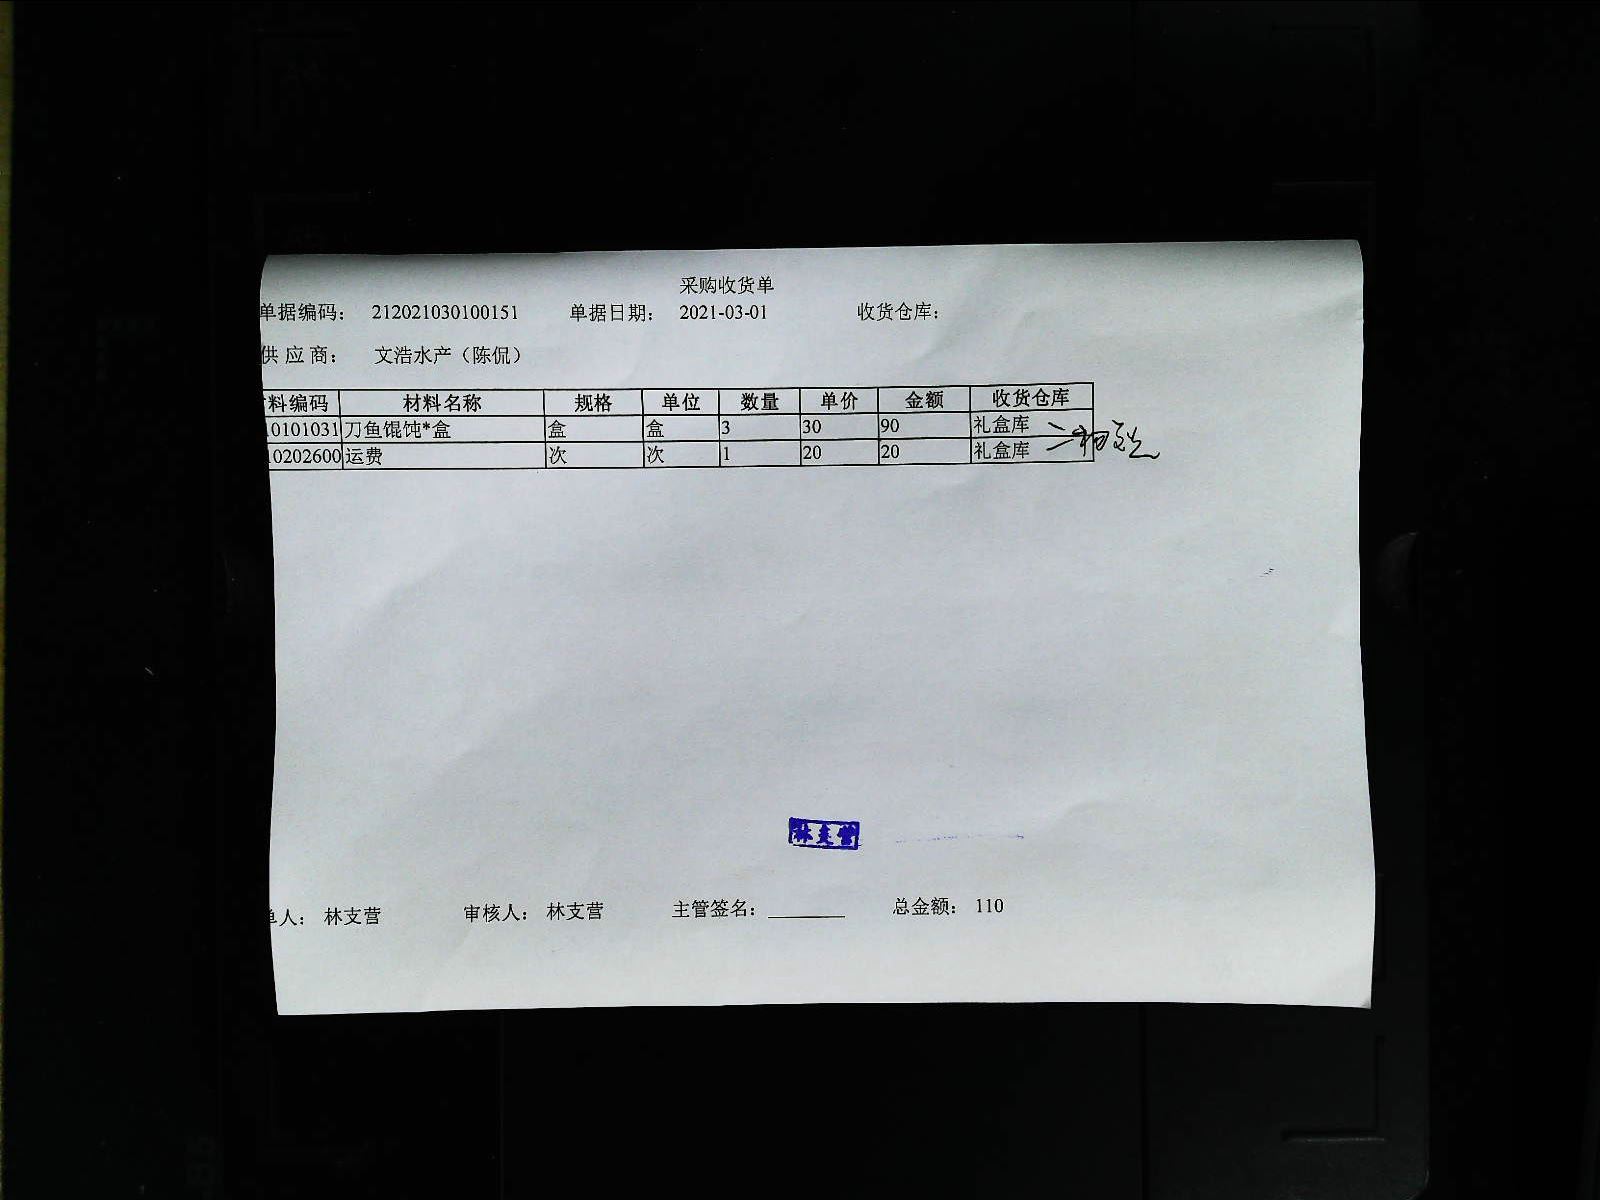 采购收货单
单据编码： 212021030100151 单据日期： 2021-03-01 收货仓库：
供应商： 文浩水产（陈侃）
料编码 材料名称 规格 单位 数量 单价 金额 收货仓库
10101031 刀鱼馄饨*盒 盒 盒 3 30 90 礼盒库
10202600 运费 次 次 1 20 20 礼盒库
林支营
单人： 林支营 审核人： 林支营 主管签名： 总金额： 110